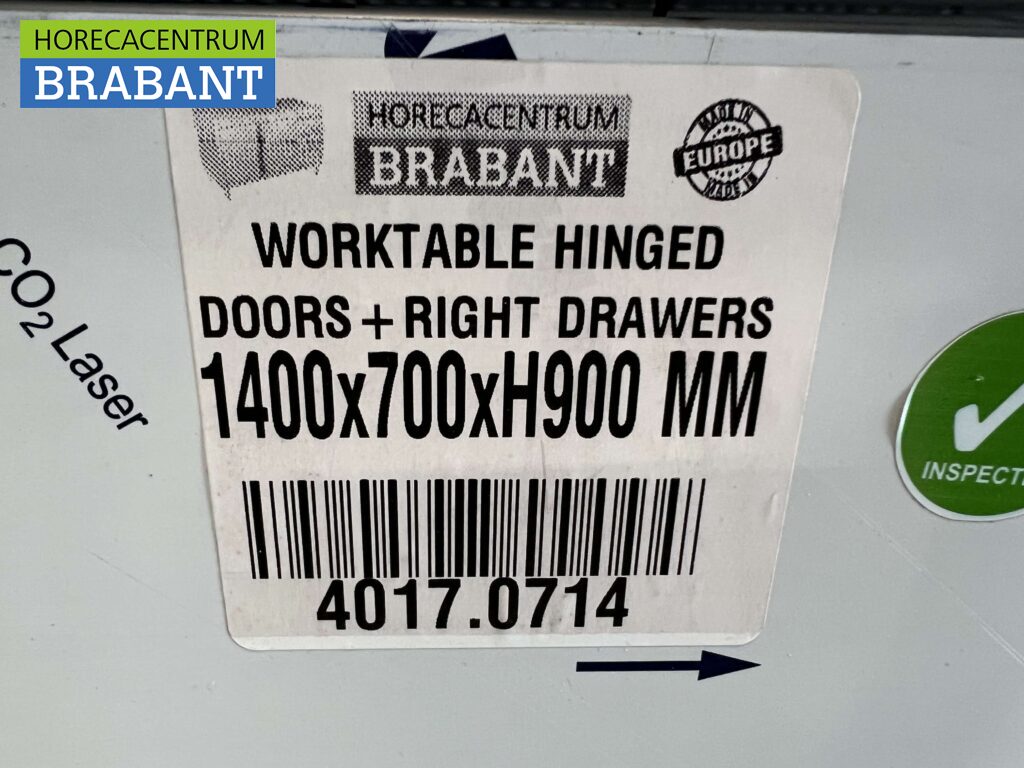 HORECACENTRUM
BRABANT
HORECACENTRUM
BRABANT
MADE IN
EUROPE
MADE IN
WORKTABLE HINGED
DOORS + RIGHT DRAWERS
1400x700xH900 MM
4017.0714
CO2 Laser
INSPECT